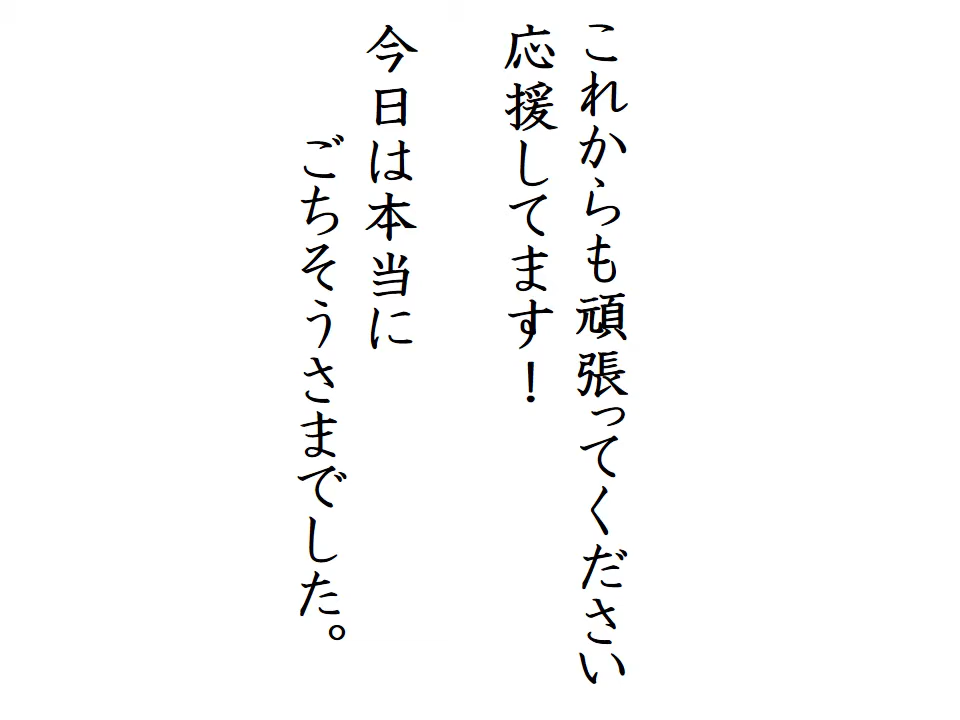 これからも頑張ってください
応援してます！
今日は本当に
ごちそうさまでした。